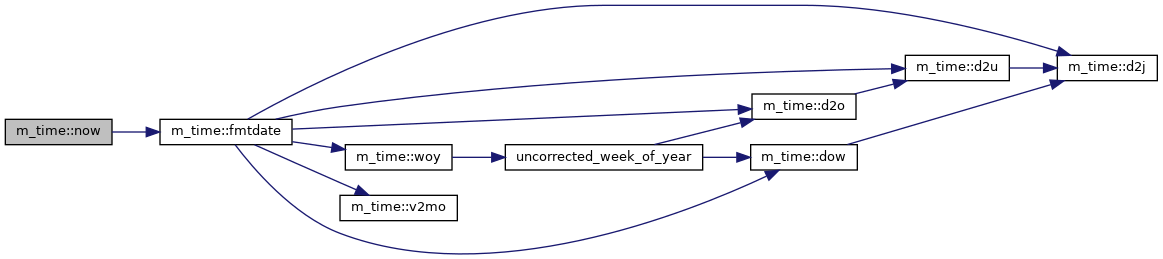 m_time::now
m_time::fmtdate
m_time::woy
m_time::v2mo
uncorrected_week_of_year
m_time::d2o
m_time::dow
m_time::d2u
m_time::d2j